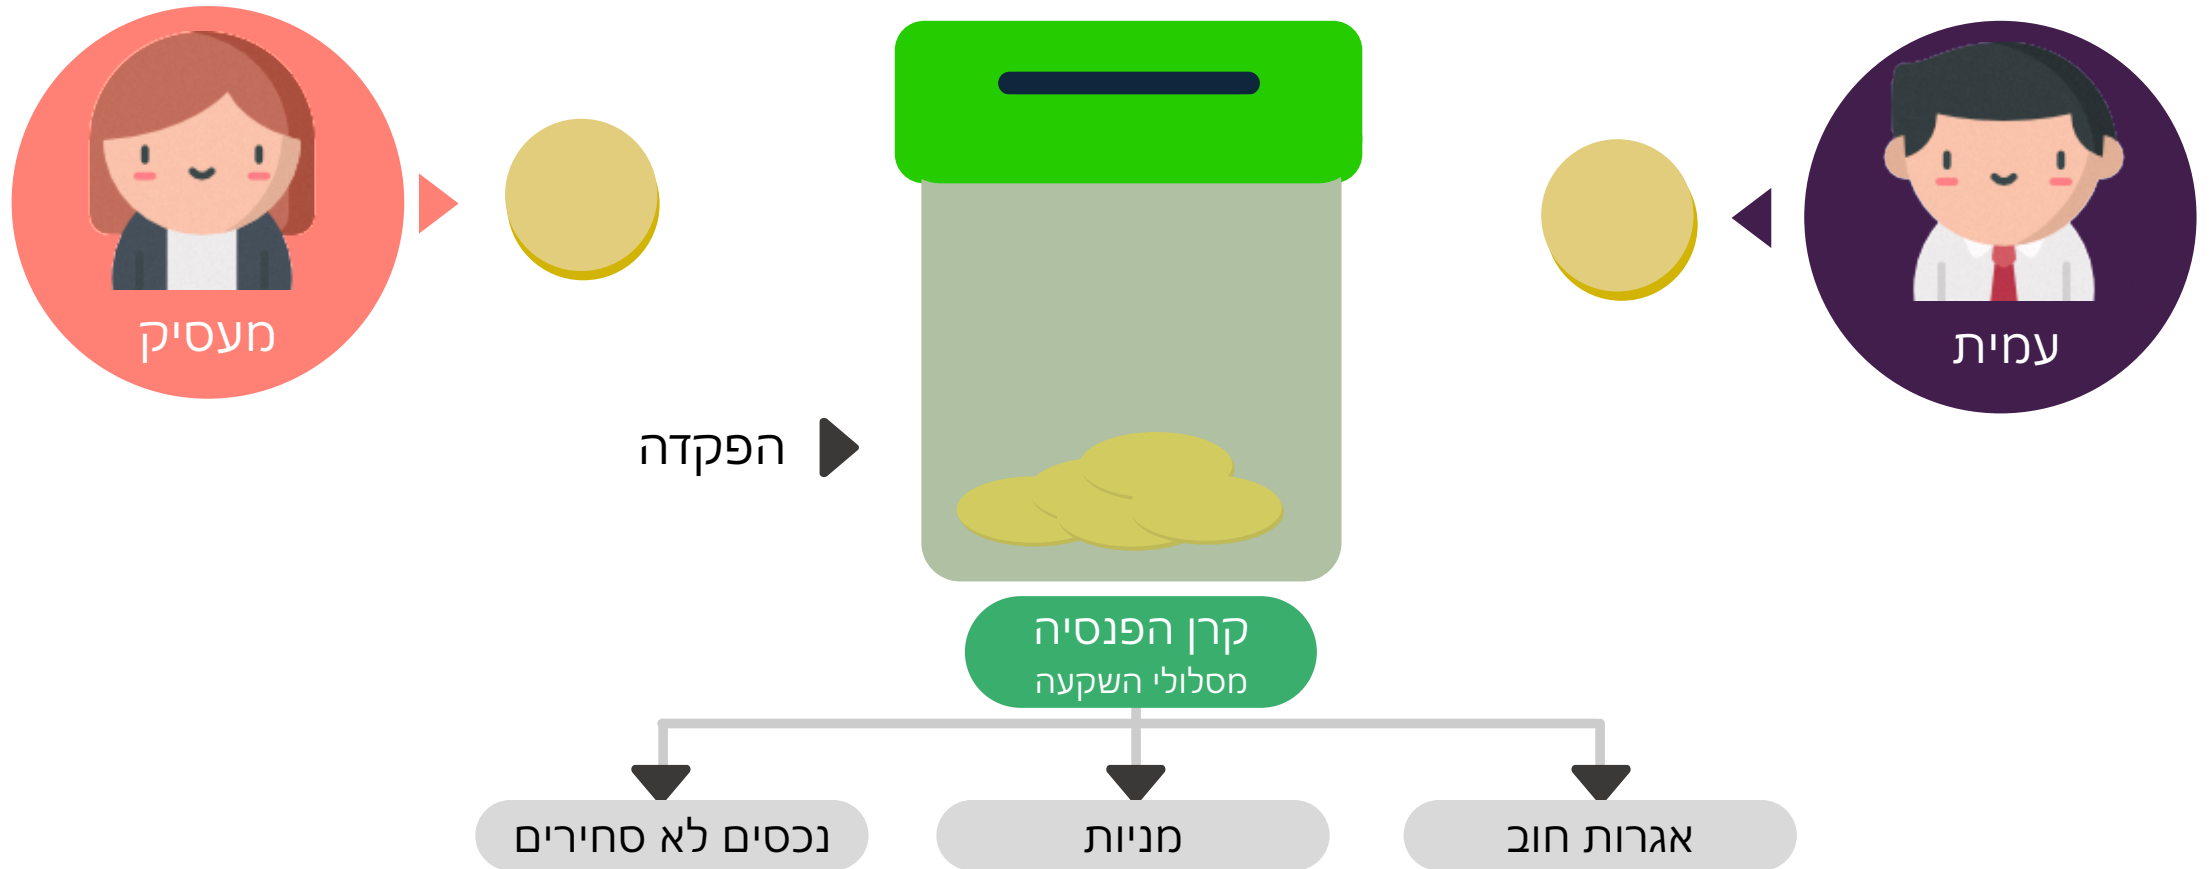 עמית
מעסיק
הפקדה
קרן הפנסיה
מסלולי השקעה
אגרות חוב
מניות
נכסים לא סחירים